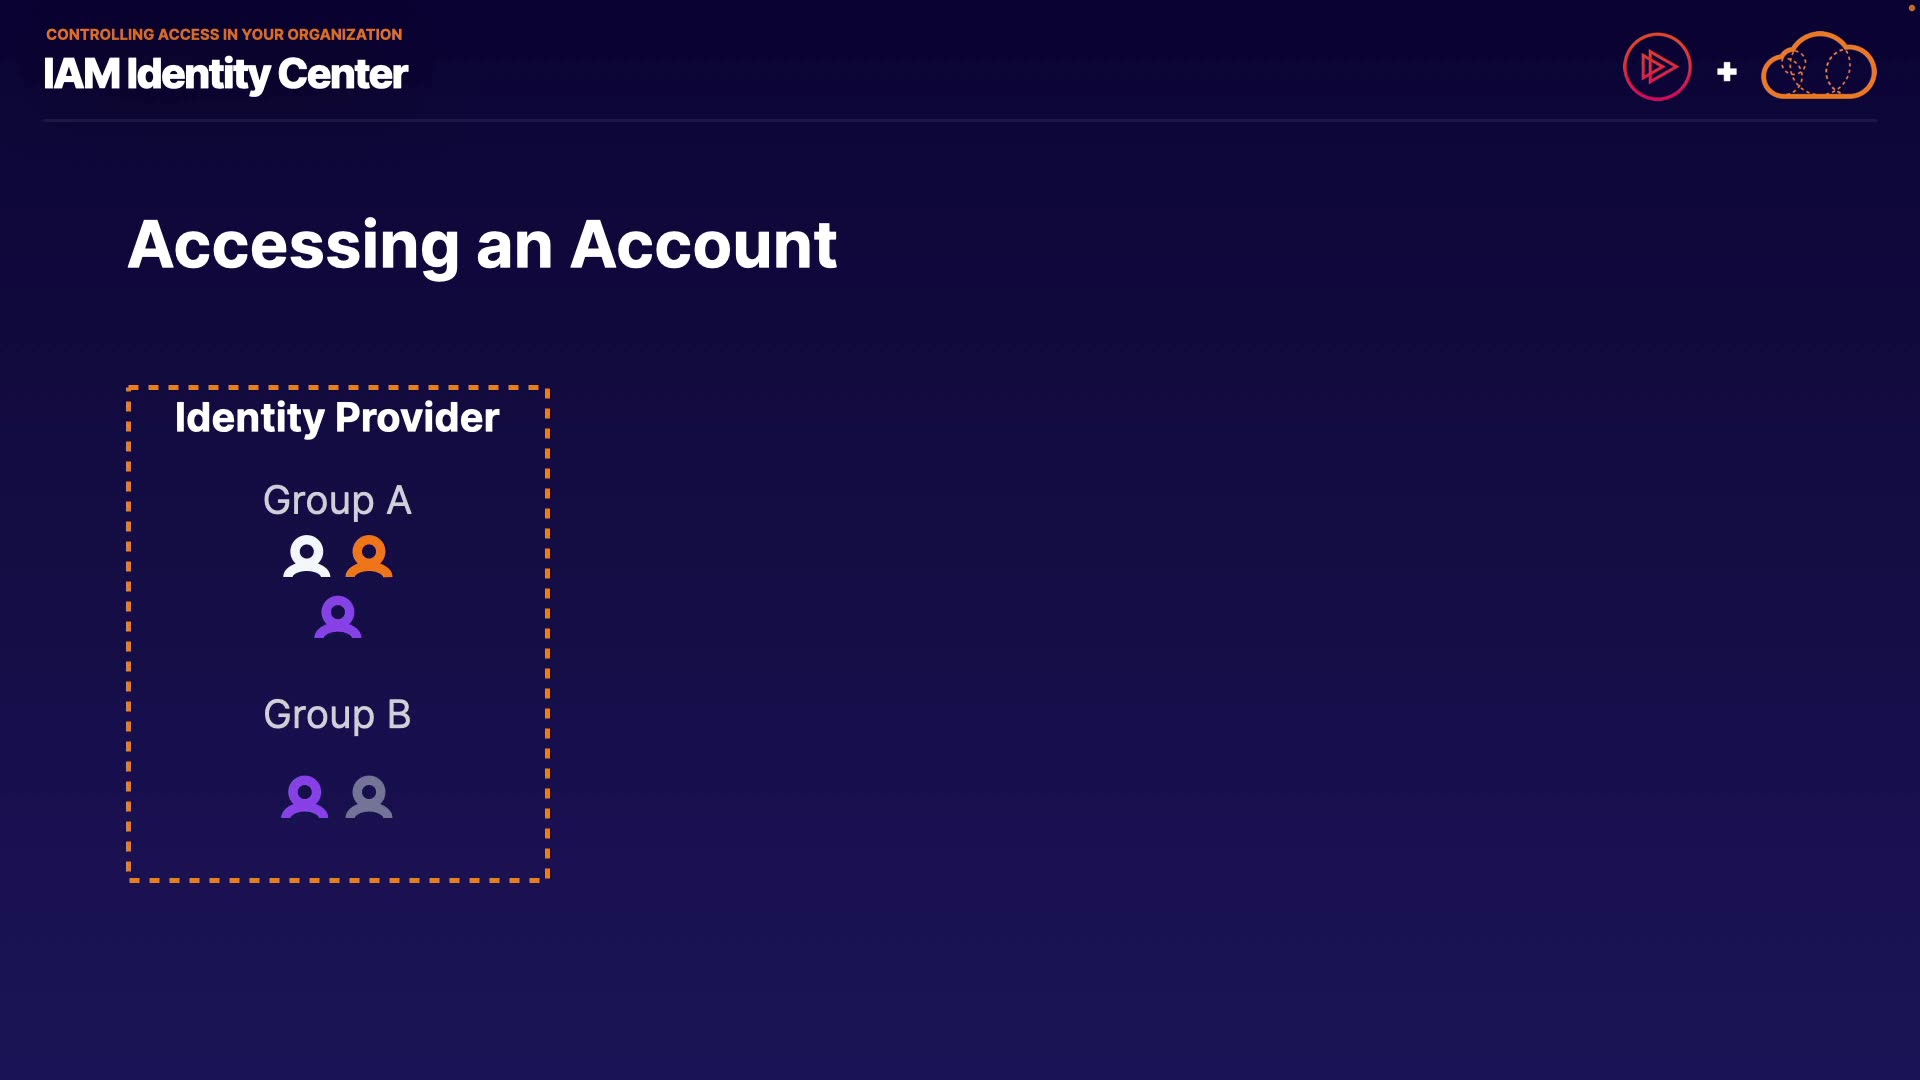 CONTROLLING ACCESS IN YOUR ORGANIZATION
IAM Identity Center
Accessing an Account
Identity Provider
Group A
Group B